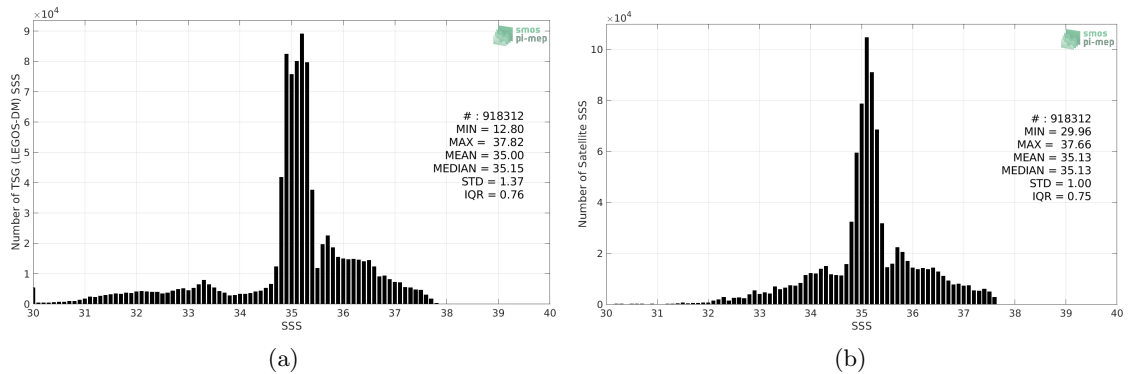 ×10⁴
9
8
7
6
5
4
3
2
1
0
Number of TSG (LEGOS-DM) SSS
30 31 32 33 34 35 36 37 38 39 40
SSS
smos
pi-mep
# : 918312
MIN = 12.80
MAX = 37.82
MEAN = 35.00
MEDIAN = 35.15
STD = 1.37
IQR = 0.76
(a)
×10⁴
10
8
6
4
2
0
Number of Satellite SSS
30 31 32 33 34 35 36 37 38 39 40
SSS
smos
pi-mep
# : 918312
MIN = 29.96
MAX = 37.66
MEAN = 35.13
MEDIAN = 35.13
STD = 1.00
IQR = 0.75
(b)